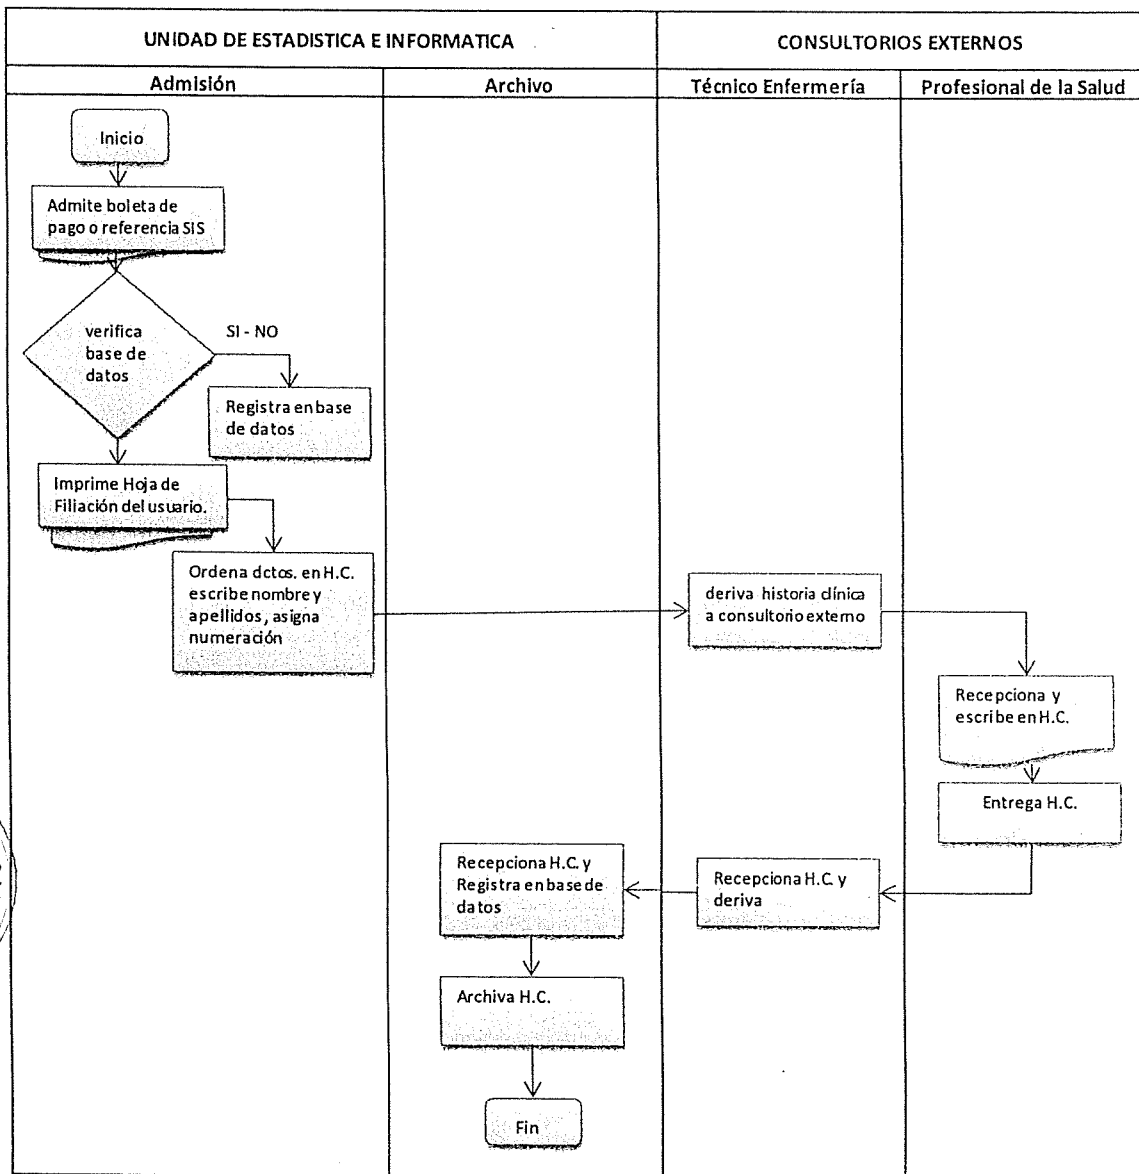 UNIDAD DE ESTADISTICA E INFORMATICA
CONSULTORIOS EXTERNOS
Admisión
Archivo
Técnico Enfermería
Profesional de la Salud
Inicio
Admite boleta de
pago o referencia SIS
verifica
base de
datos
SI - NO
Registra en base
de datos
Imprime Hoja de
Filiación del usuario.
Ordena dctos. en H.C.
escribe nombre y
apellidos, asigna
numeración
deriva historia clínica
a consultorio externo
Recepciona y
escribe en H.C.
Entrega H.C.
Recepciona H.C. y
deriva
Recepciona H.C. y
Registra en base de
datos
Archiva H.C.
Fin